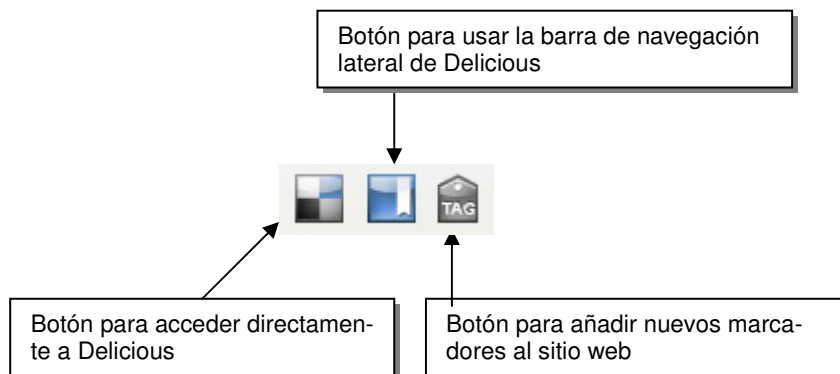 Botón para usar la barra de navegación
lateral de Delicious
TAG
Botón para acceder directamen-
te a Delicious
Botón para añadir nuevos marca-
dores al sitio web